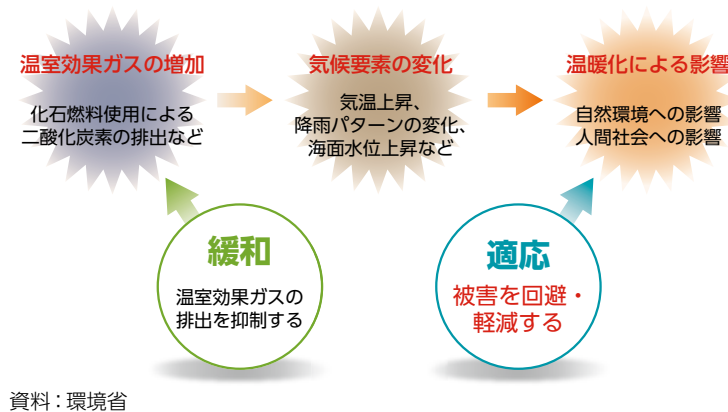 温室効果ガスの増加
化石燃料使用による
二酸化炭素の排出など
気候要素の変化
気温上昇、
降雨パターンの変化、
海面水位上昇など
温暖化による影響
自然環境への影響
人間社会への影響
緩和
温室効果ガスの
排出を抑制する
適応
被害を回避・
軽減する
資料：環境省